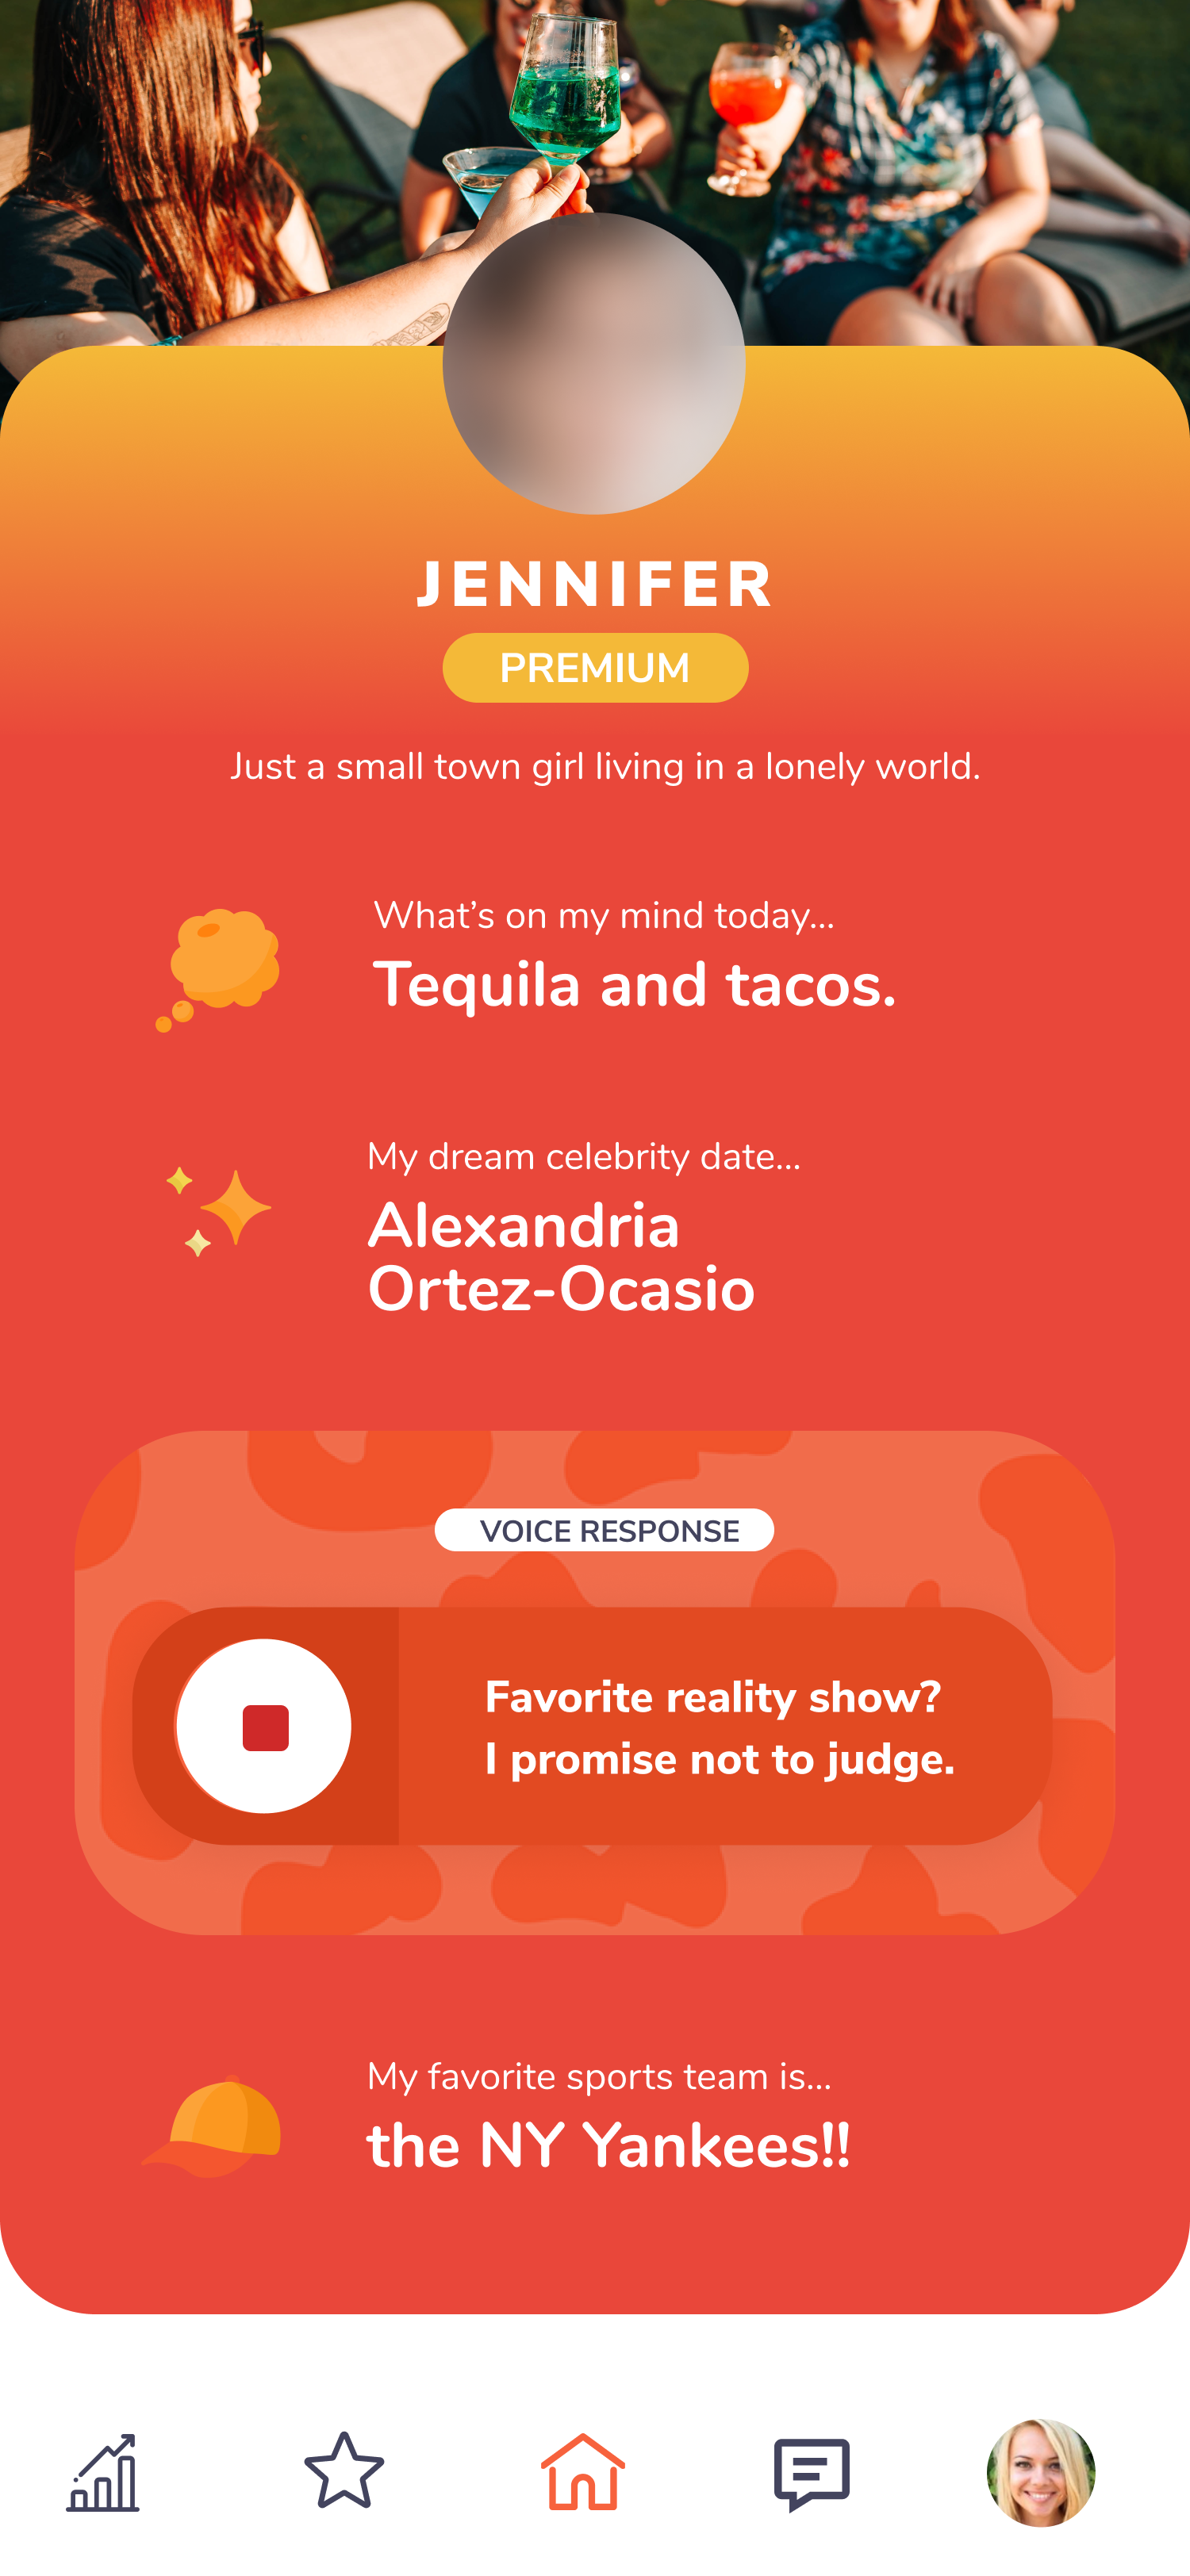 JENNIFER
PREMIUM
Just a small town girl living in a lonely world.
What's on my mind today...
Tequila and tacos.
My dream celebrity date...
Alexandria
Ortez-Ocasio
VOICE RESPONSE
Favorite reality show?
I promise not to judge.
My favorite sports team is...
the NY Yankees!!